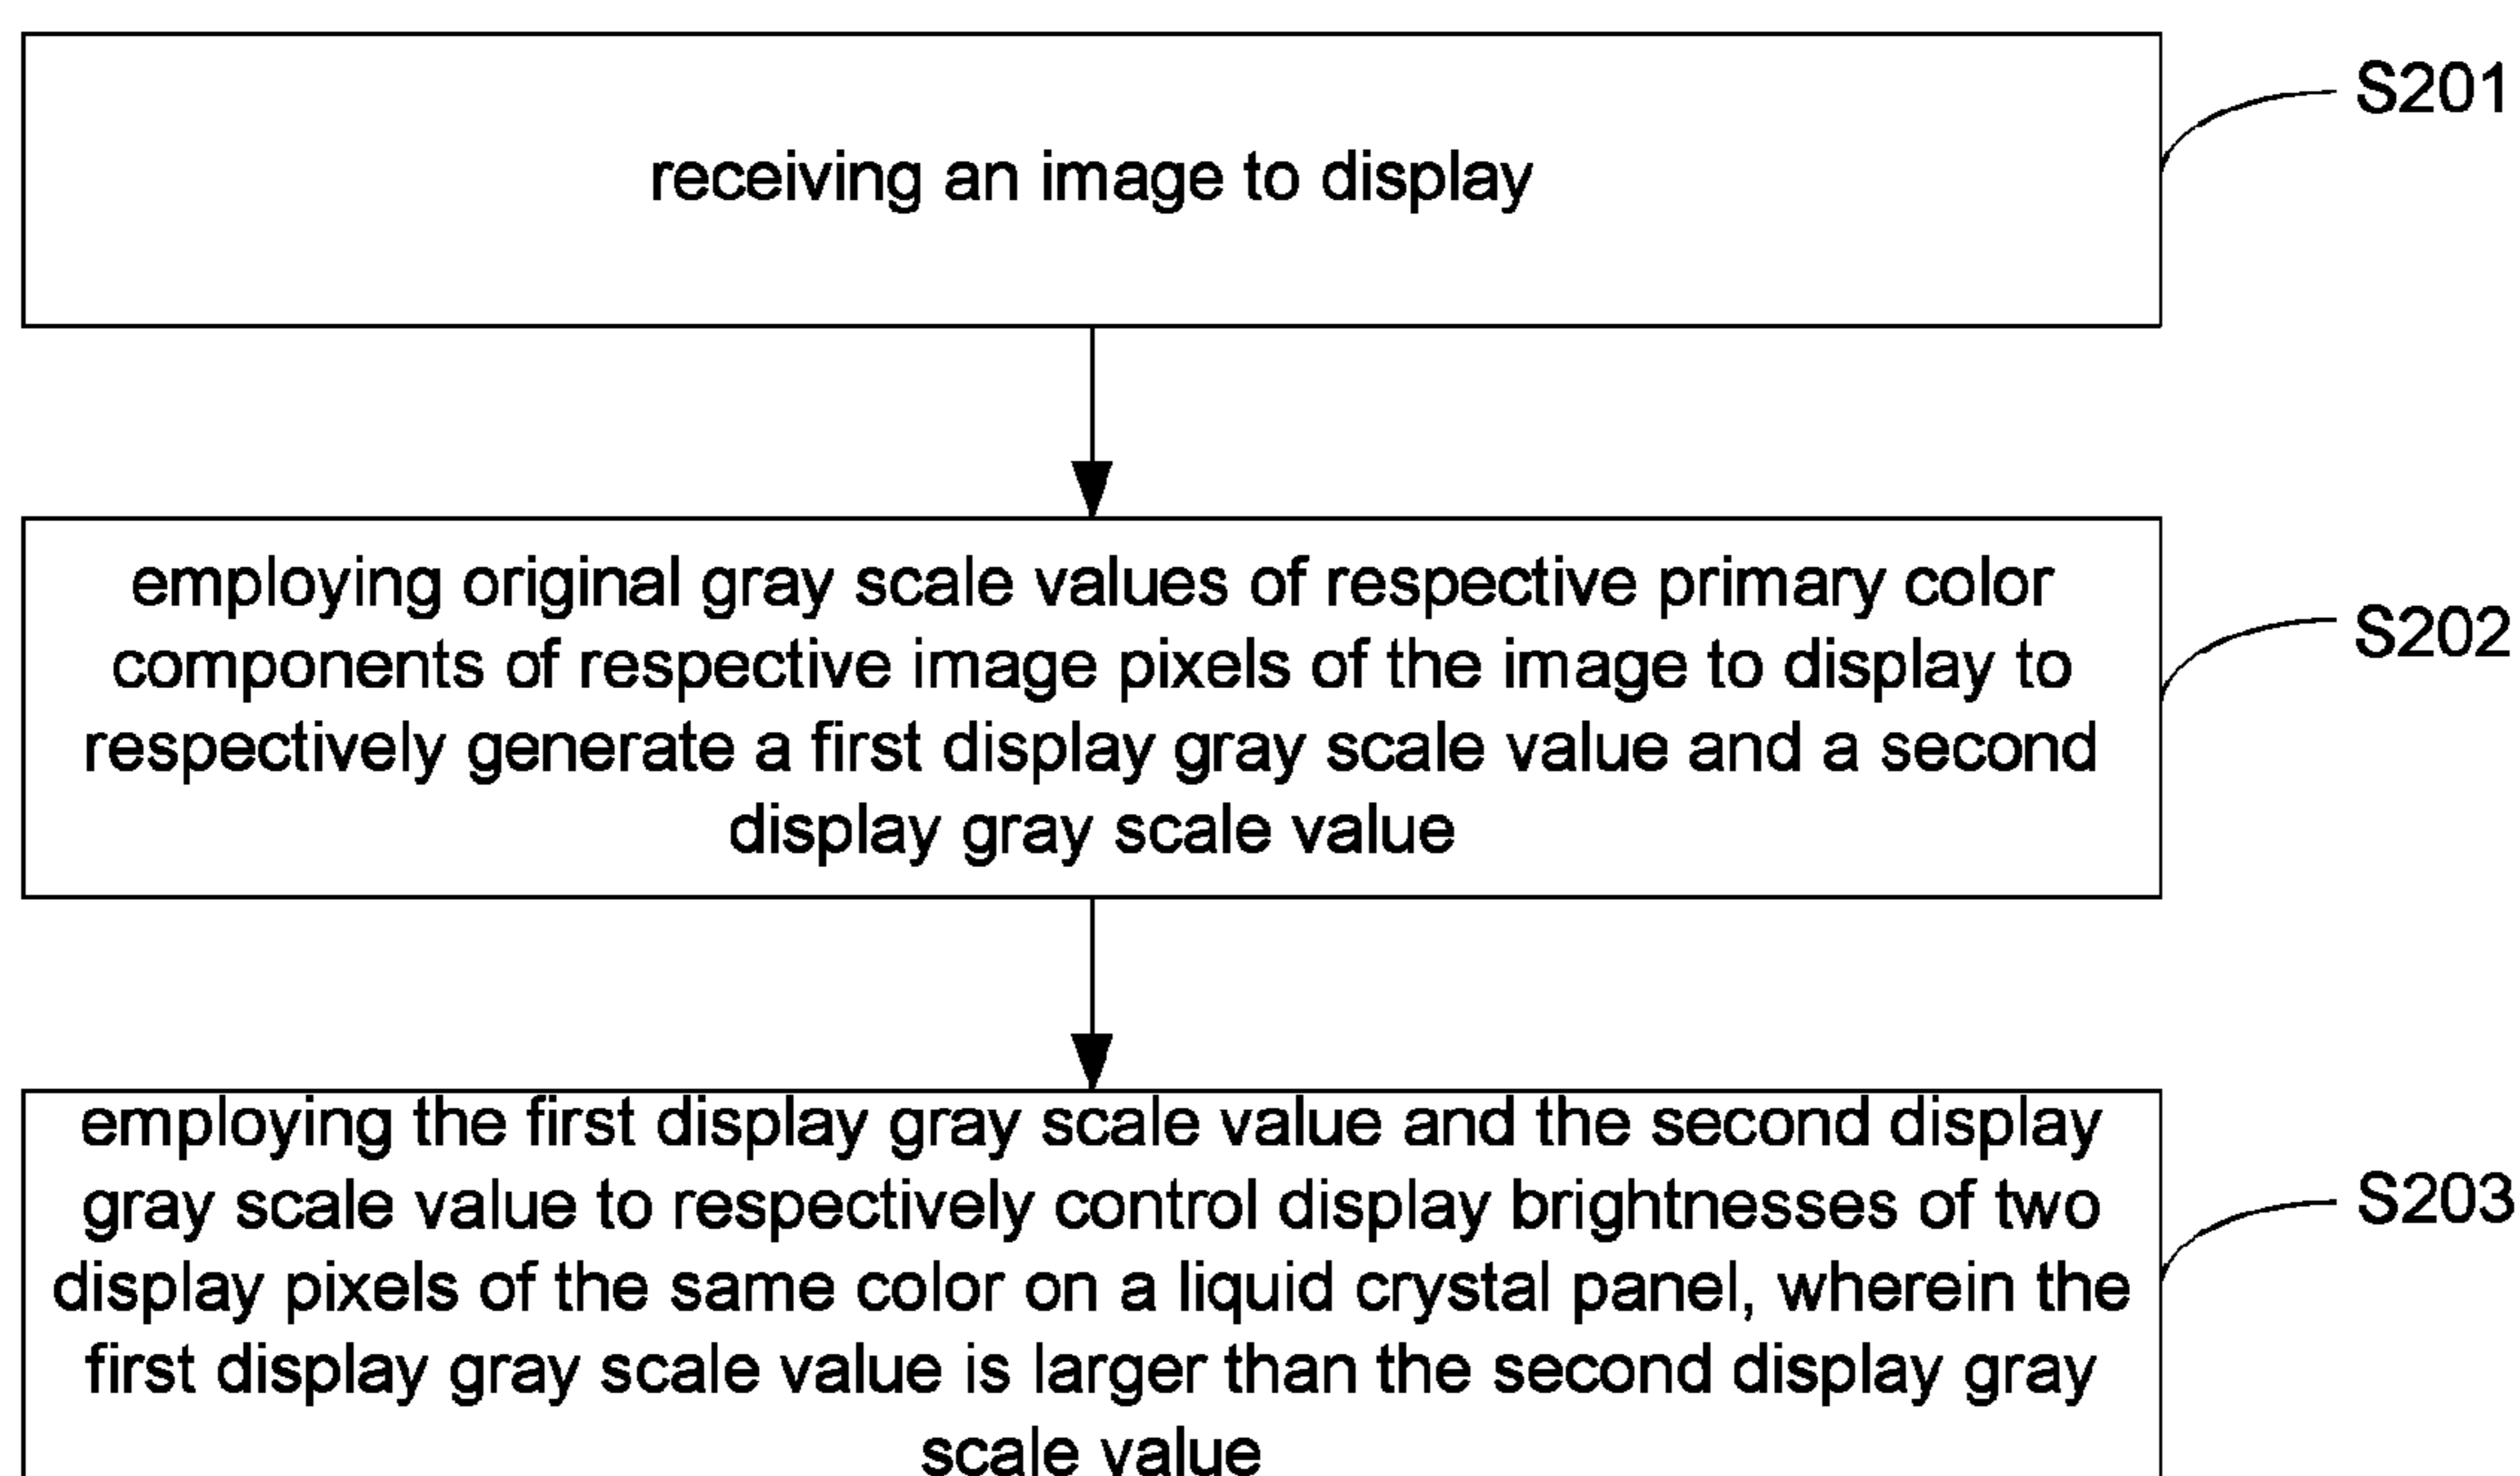 receiving an image to display
S201
employing original gray scale values of respective primary color
components of respective image pixels of the image to display to
respectively generate a first display gray scale value and a second
display gray scale value
S202
employing the first display gray scale value and the second display
gray scale value to respectively control display brightnesses of two
display pixels of the same color on a liquid crystal panel, wherein the
first display gray scale value is larger than the second display gray
scale value
S203